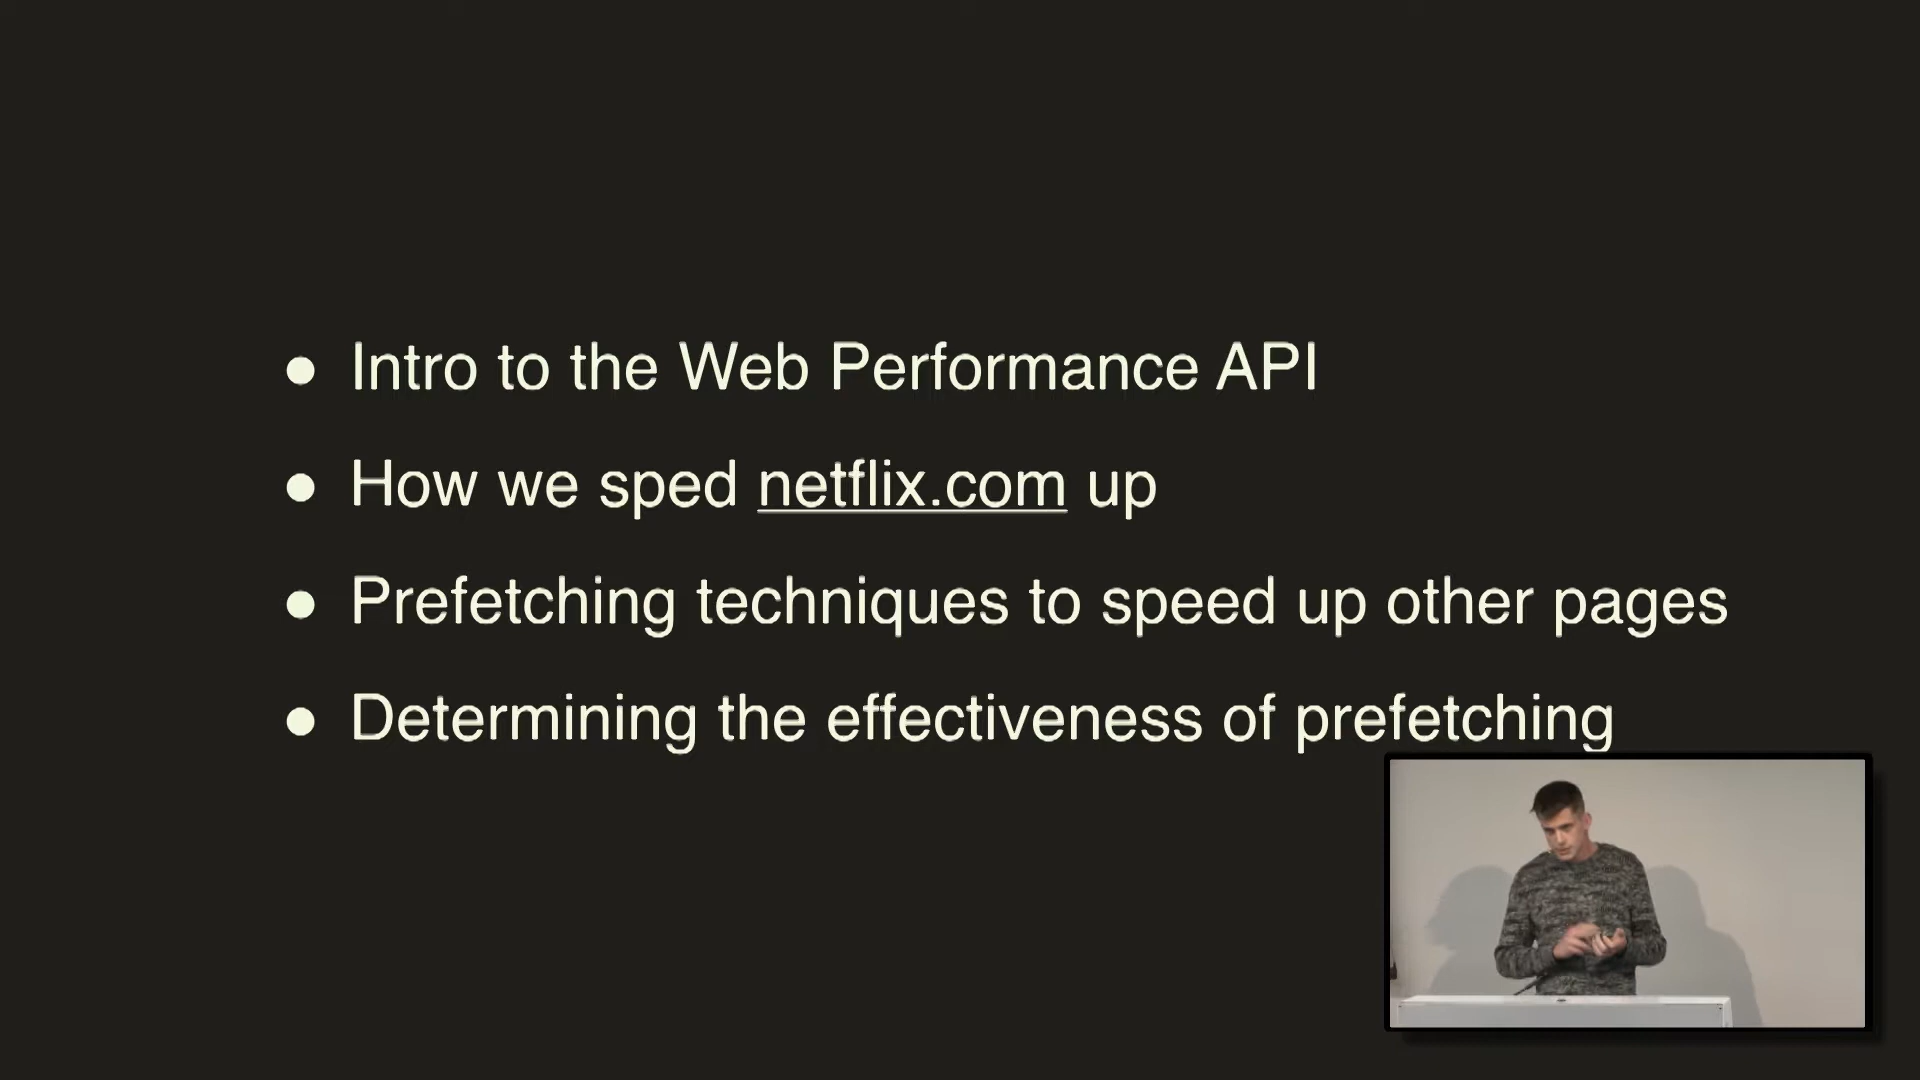 ● Intro to the Web Performance API
● How we sped netflix.com up
● Prefetching techniques to speed up other pages
● Determining the effectiveness of prefetching